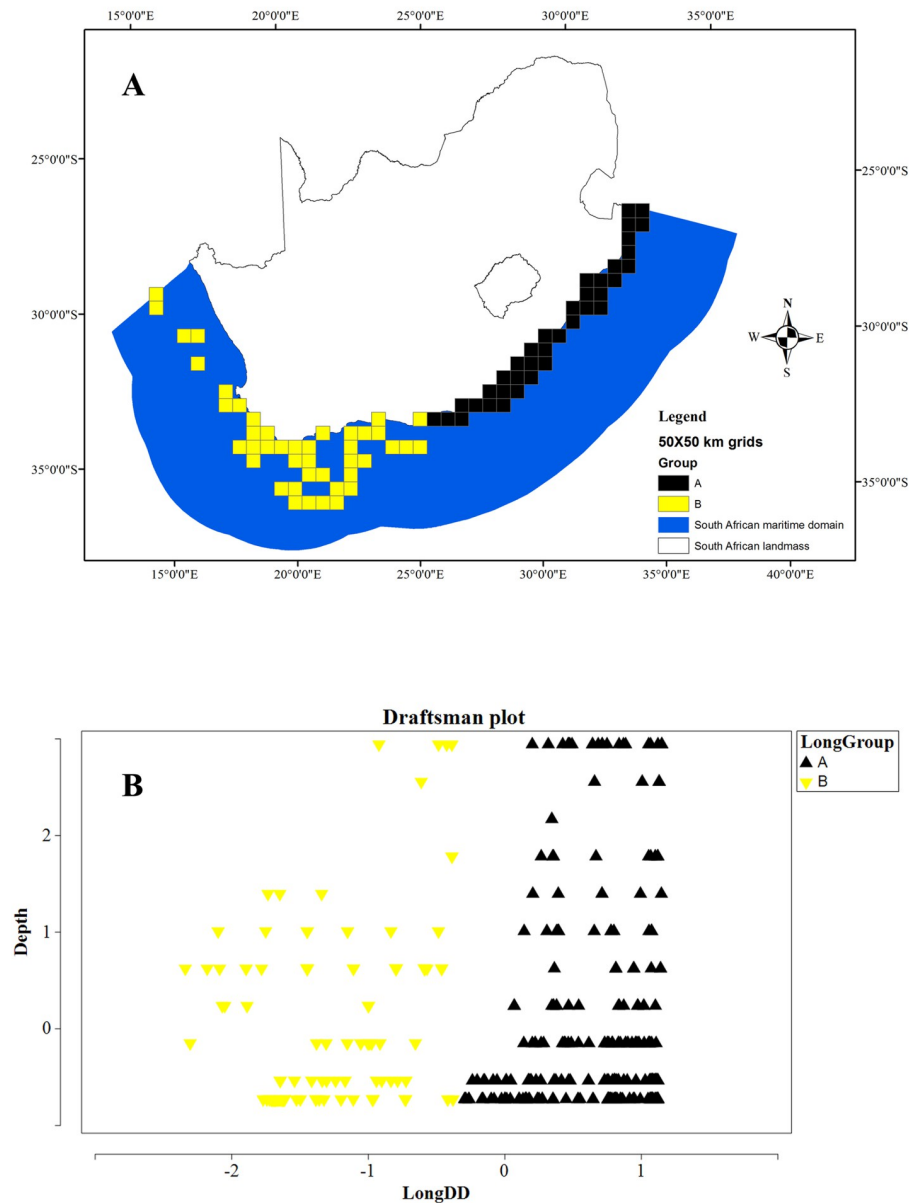 15°0'0"E 20°0'0"E 25°0'0"E 30°0'0"E 35°0'0"E
A
25°0'0"S 25°0'0"S
30°0'0"S 30°0'0"S
35°0'0"S 35°0'0"S
N
W E
S
Legend
50X50 km grids
Group
A
B
South African maritime domain
South African landmass
15°0'0"E 20°0'0"E 25°0'0"E 30°0'0"E 35°0'0"E 40°0'0"E
Draftsman plot
B
LongGroup
A
B
Depth
2
1
0
-2 -1 0 1
LongDD